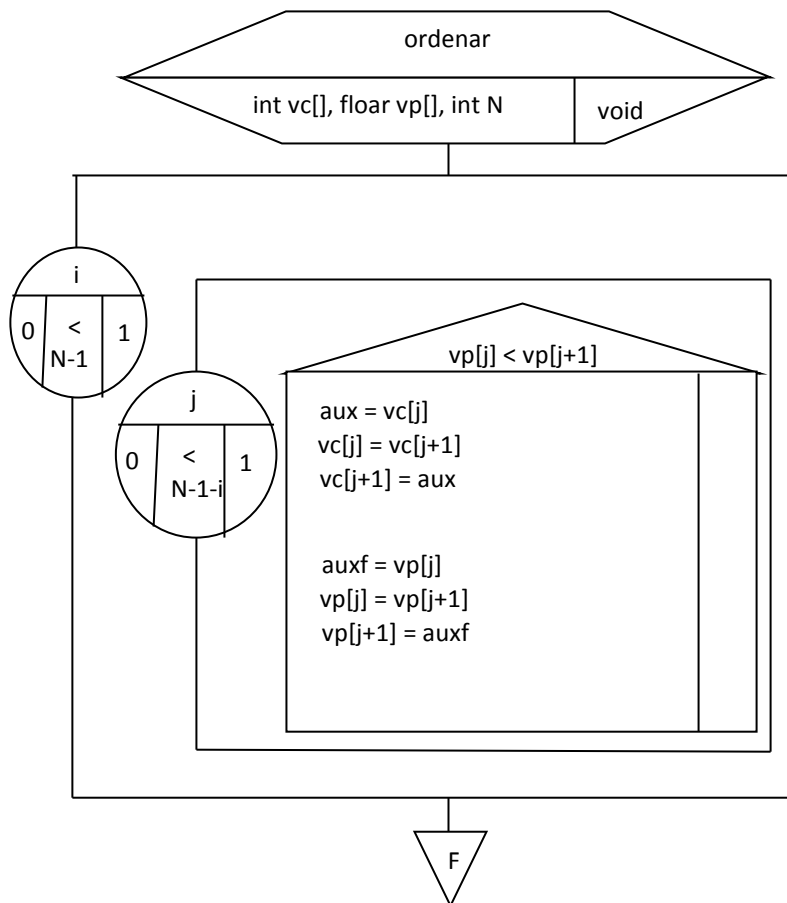 ordenar
int vc[], floar vp[], int N
void
i
0
<
N-1
1
j
0
<
N-1-i
1
vp[j] < vp[j+1]
aux = vc[j]
vc[j] = vc[j+1]
vc[j+1] = aux
auxf = vp[j]
vp[j] = vp[j+1]
vp[j+1] = auxf
F